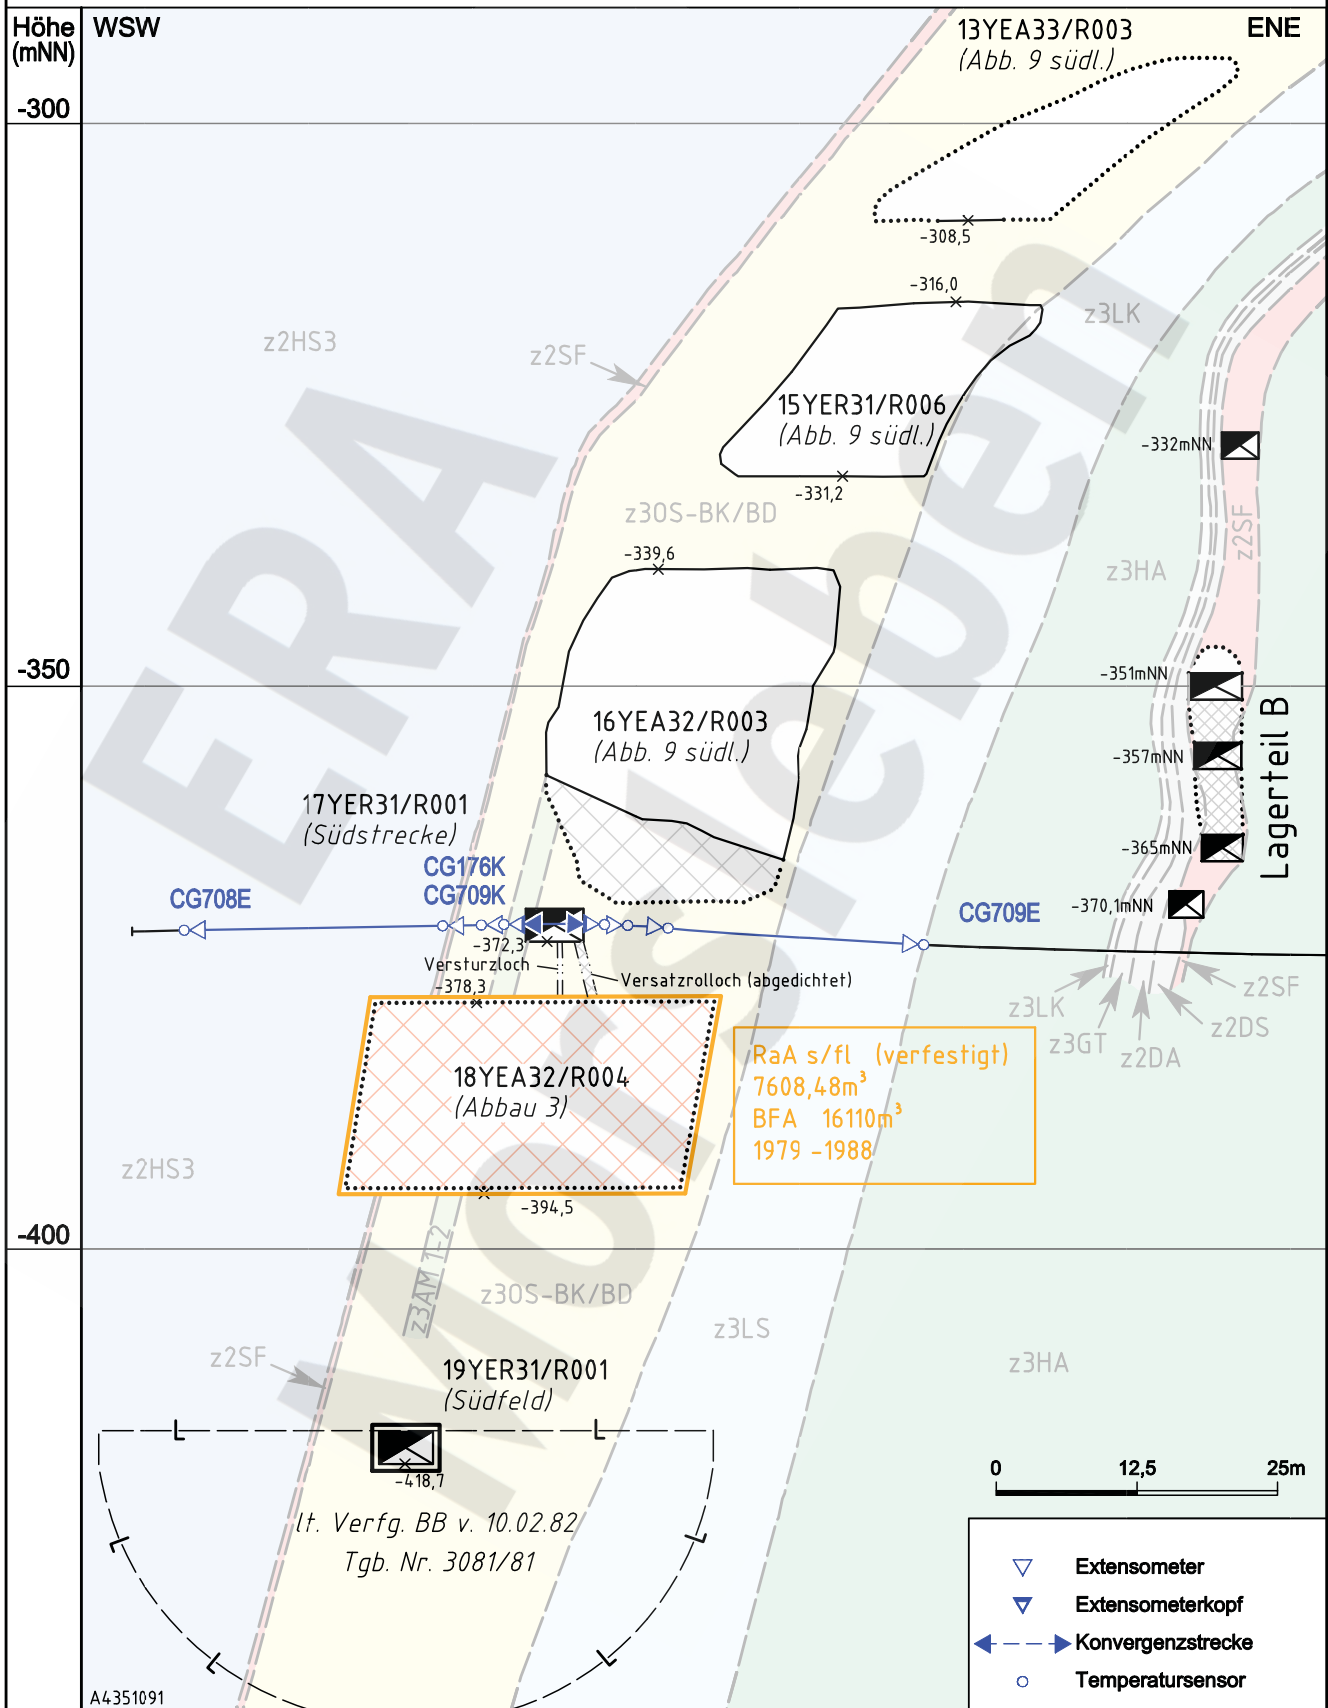 Höhe
(mNN)
WSW
13YEA33/R003
(Abb. 9 südl.)
ENE
-300
-308,5
-316,0
z3LK
z2HS3
z2SF
15YER31/R006
(Abb. 9 südl.)
-332mNN
-331,2
z3OS-BK/BD
z2SF
-339,6
z3HA
-350
-351mNN
16YEA32/R003
(Abb. 9 südl.)
-357mNN
Lagerteil B
17YER31/R001
(Südstrecke)
-365mNN
CG176K
CG709K
CG708E
CG709E
-370,1mNN
-372,3
Versturzloch
Versatzrolloch (abgedichtet)
-378,3
z2SF
z3LK
z2DS
z3GT
z2DA
RaA s/fl (verfestigt)
7608,48m³
BFA 16110m³
1979 -1988
18YEA32/R004
(Abbau 3)
z2HS3
-394,5
-400
z3AM 1-2
z3OS-BK/BD
z3LS
z2SF
z3HA
19YER31/R001
(Südfeld)
L
L
-418,7
0 12,5 25m
lt. Verfg. BB v. 10.02.82
Tgb. Nr. 3081/81
L
L
L
L
Extensometer
Extensometerkopf
Konvergenzstrecke
Temperatursensor
A4351091
ERA
Morsleben